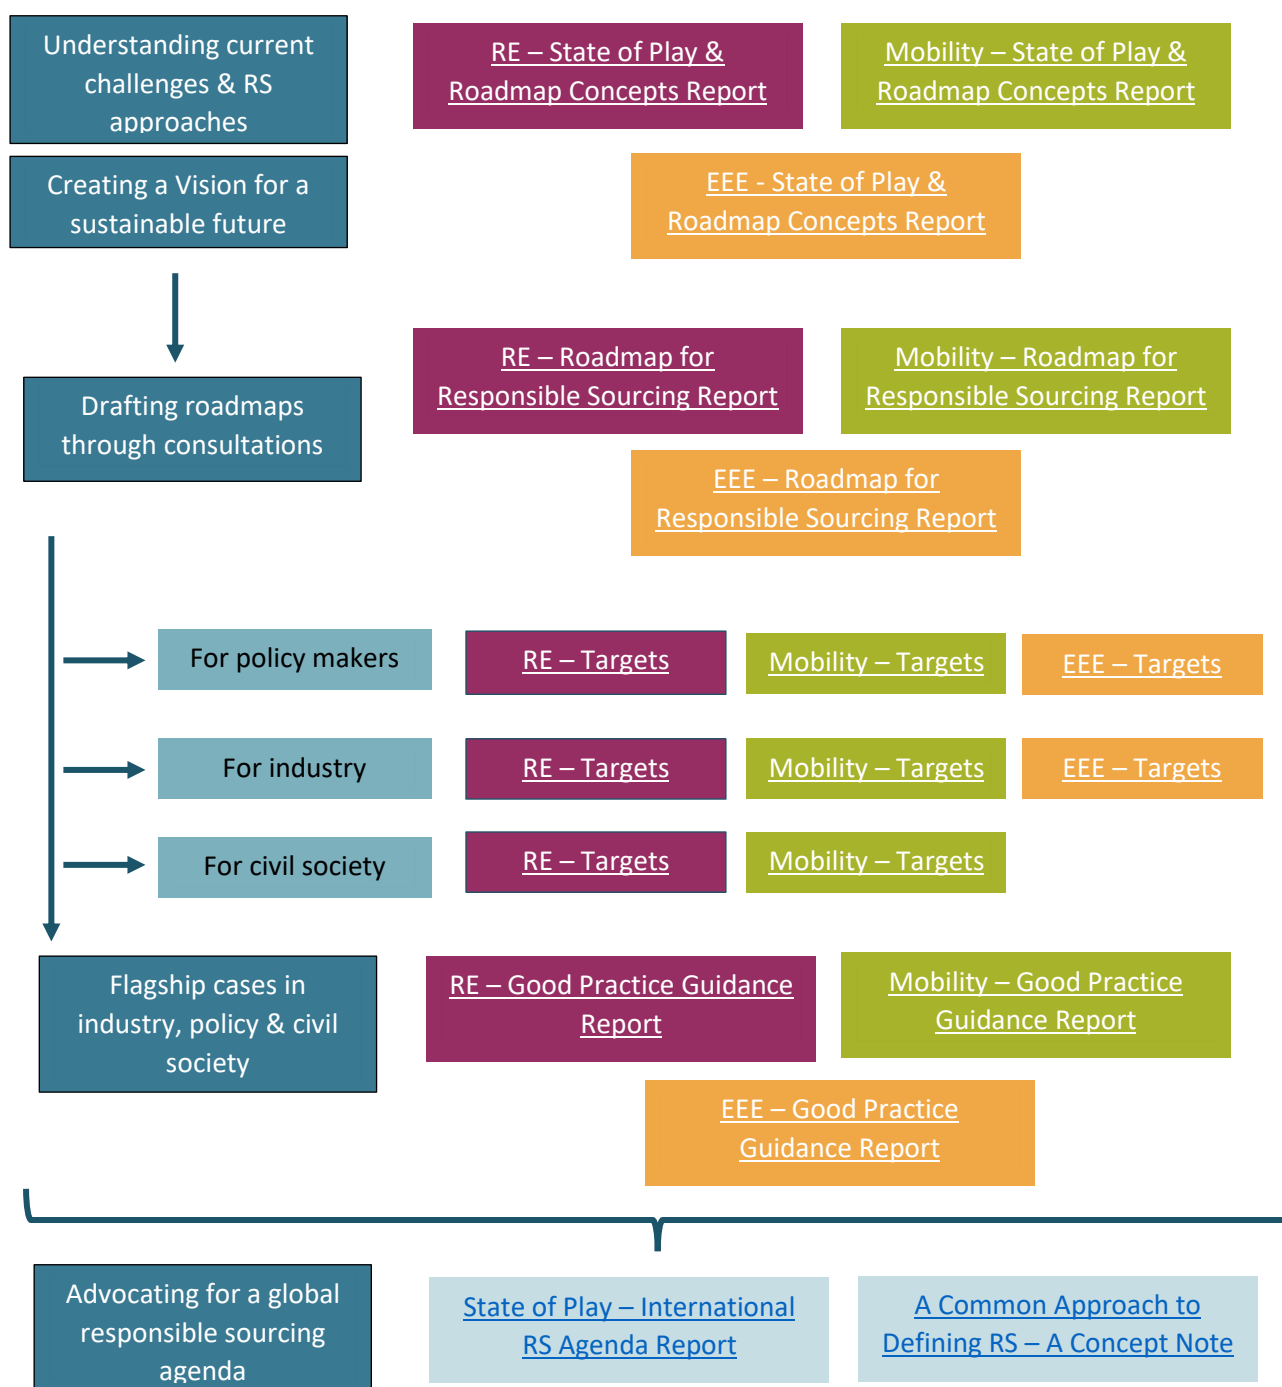 Understanding current
challenges & RS
approaches
RE – State of Play &
Roadmap Concepts Report
Mobility – State of Play &
Roadmap Concepts Report
Creating a Vision for a
sustainable future
EEE - State of Play &
Roadmap Concepts Report
Drafting roadmaps
through consultations
RE – Roadmap for
Responsible Sourcing Report
Mobility – Roadmap for
Responsible Sourcing Report
EEE – Roadmap for
Responsible Sourcing Report
For policy makers
RE – Targets
Mobility – Targets
EEE – Targets
For industry
RE – Targets
Mobility – Targets
EEE – Targets
For civil society
RE – Targets
Mobility – Targets
Flagship cases in
industry, policy & civil
society
RE – Good Practice Guidance
Report
Mobility – Good Practice
Guidance Report
EEE – Good Practice
Guidance Report
Advocating for a global
responsible sourcing
agenda
State of Play – International
RS Agenda Report
A Common Approach to
Defining RS – A Concept Note